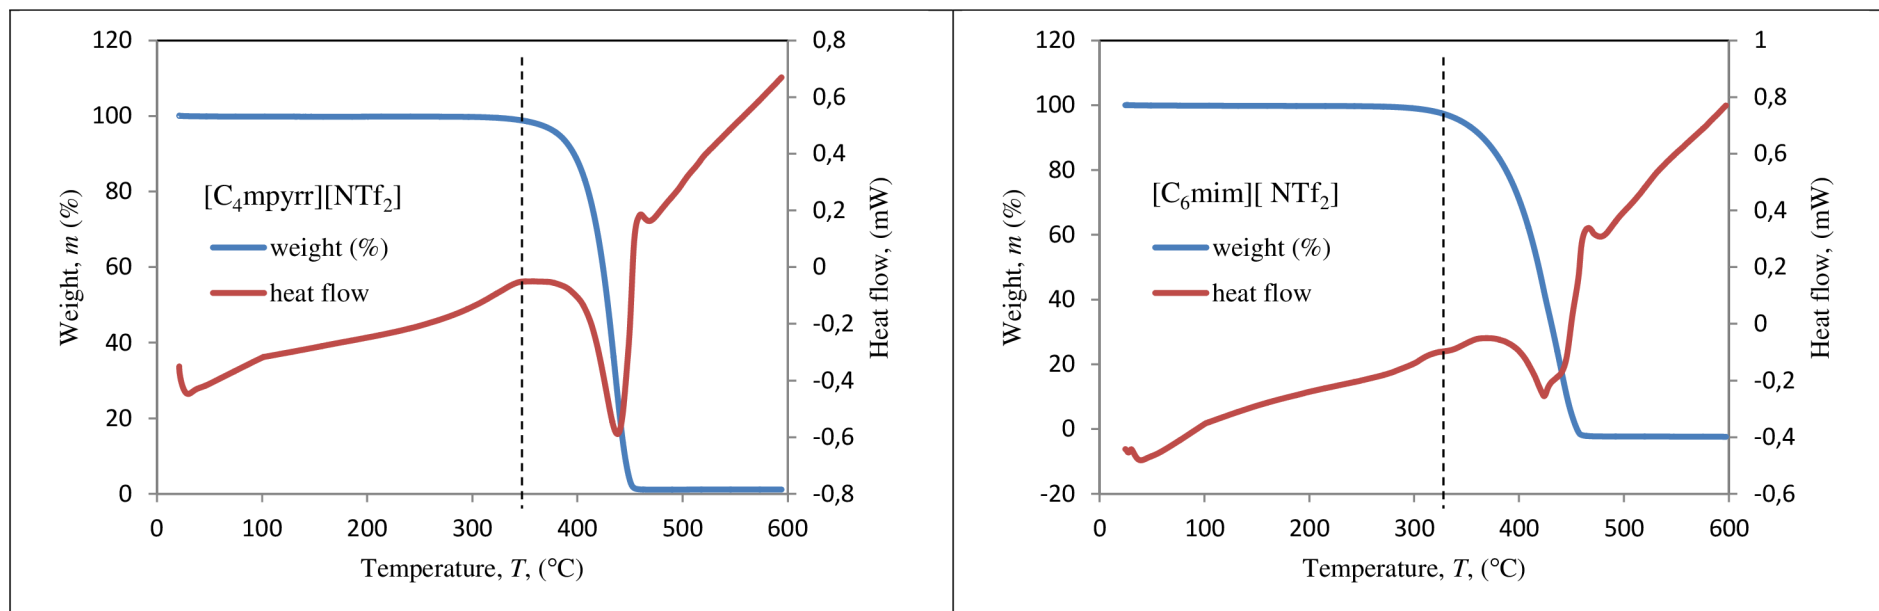 120
100
80
60
40
20
0
0,8
0,6
0,4
0,2
0
-0,2
-0,4
-0,6
-0,8
0 100 200 300 400 500 600
Weight, m (%)
Heat flow, (mW)
Temperature, T, (°C)
[C4mpyrr][NTf2]
weight (%)
heat flow
120
100
80
60
40
20
0
-20
1
0,8
0,6
0,4
0,2
0
-0,2
-0,4
-0,6
0 100 200 300 400 500 600
Weight, m (%)
Heat flow, (mW)
Temperature, T, (°C)
[C6mim][ NTf2]
weight (%)
heat flow